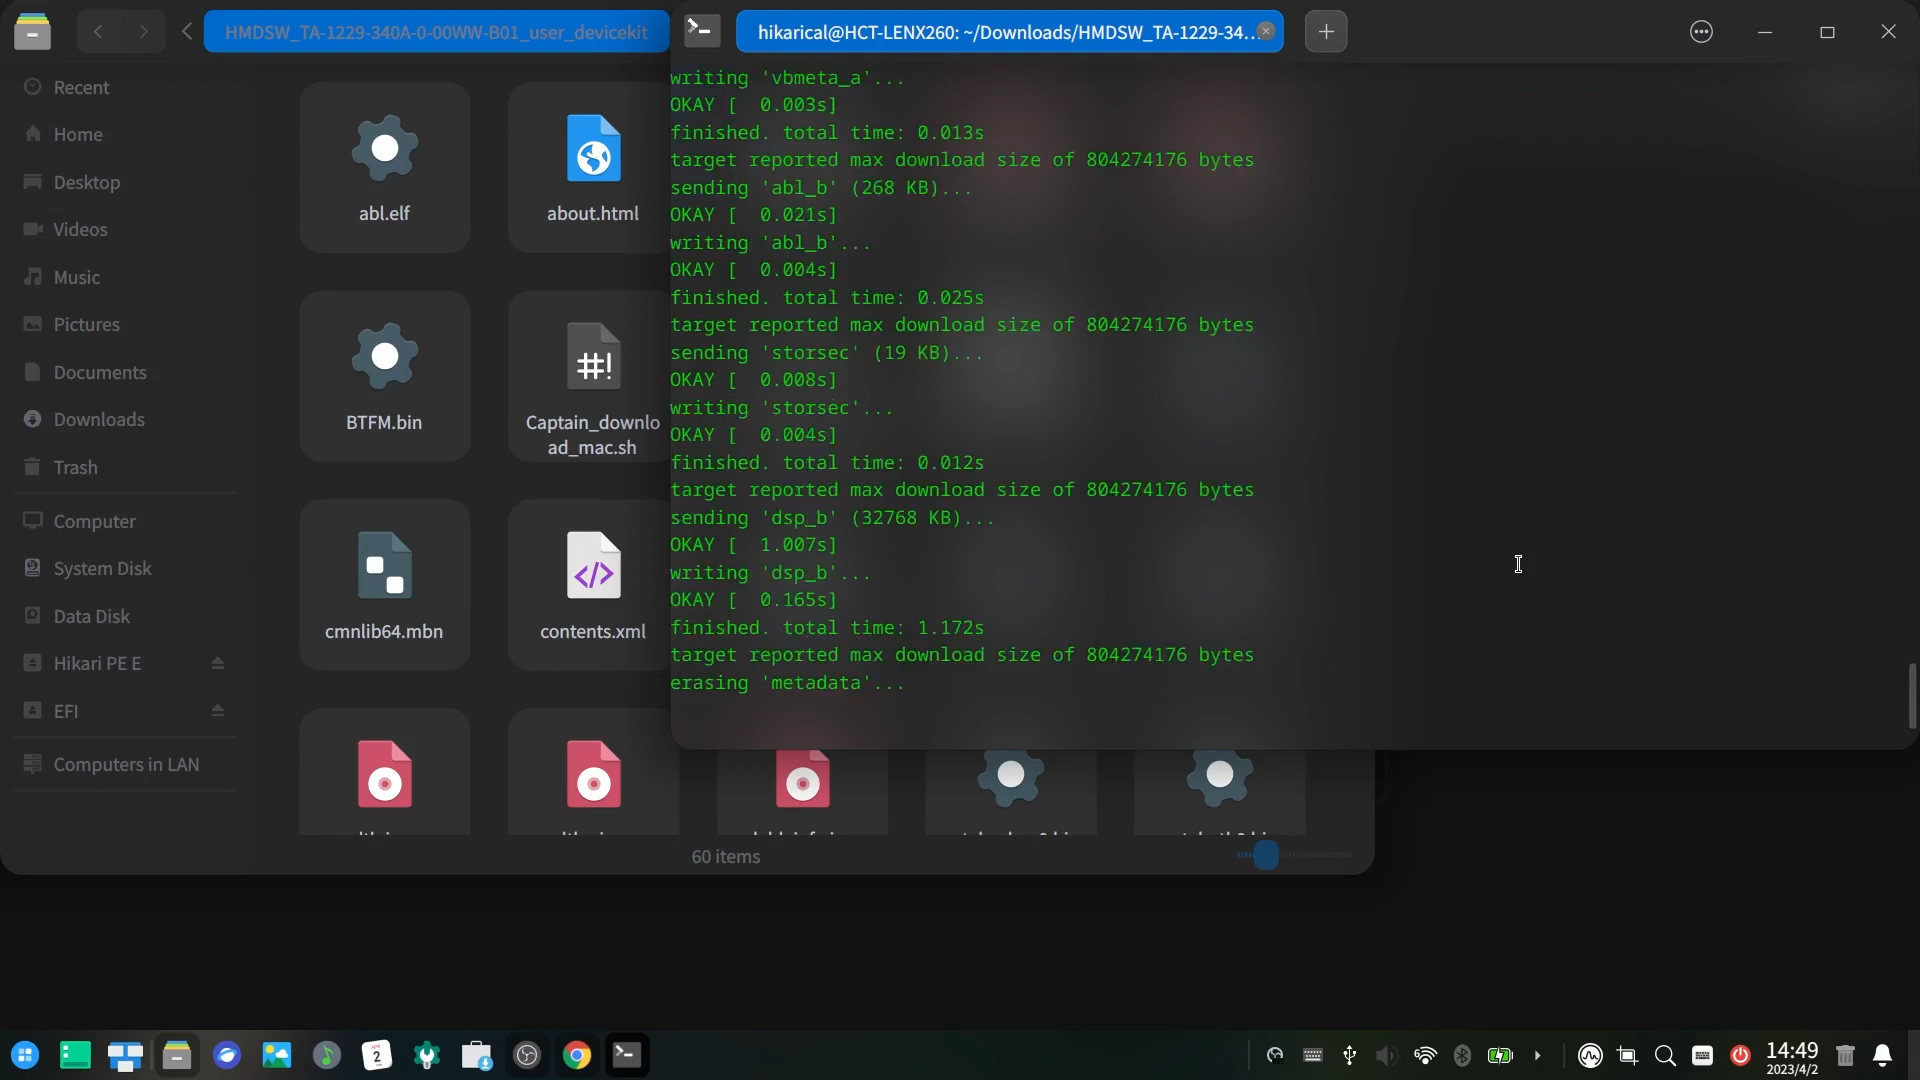 HMDSW_TA-1229-340A-0-00WW-B01_user_devicekit
hikarical@HCT-LENX260: ~/Downloads/HMDSW_TA-1229-34...
Recent
Home
Desktop
Videos
Music
Pictures
Documents
Downloads
Trash
Computer
System Disk
Data Disk
Hikari PE E
EFI
Computers in LAN
abl.elf
about.html
BTFM.bin
Captain_downlo
ad_mac.sh
cmnlib64.mbn
contents.xml
60 items
writing 'vbmeta_a'...
OKAY [  0.003s]
finished. total time: 0.013s
target reported max download size of 804274176 bytes
sending 'abl_b' (268 KB)...
OKAY [  0.021s]
writing 'abl_b'...
OKAY [  0.004s]
finished. total time: 0.025s
target reported max download size of 804274176 bytes
sending 'storsec' (19 KB)...
OKAY [  0.008s]
writing 'storsec'...
OKAY [  0.004s]
finished. total time: 0.012s
target reported max download size of 804274176 bytes
sending 'dsp_b' (32768 KB)...
OKAY [  1.007s]
writing 'dsp_b'...
OKAY [  0.165s]
finished. total time: 1.172s
target reported max download size of 804274176 bytes
erasing 'metadata'...
2
14:49
2023/4/2